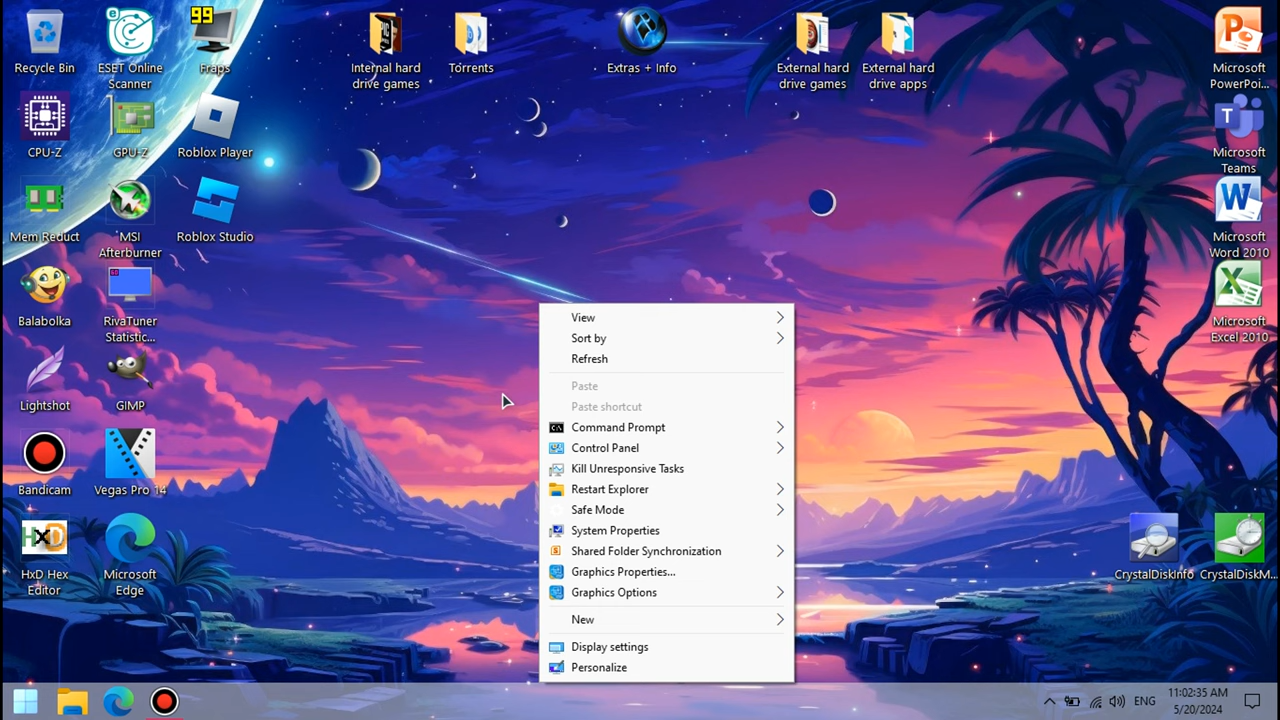 99
Recycle Bin
ESET Online
Scanner
Fraps
Internal hard
drive games
Torrents
Extras + Info
External hard
drive games
External hard
drive apps
Microsoft
PowerPoi...
CPU-Z
GPU-Z
Roblox Player
Microsoft
Teams
Mem Reduct
MSI
Afterburner
Roblox Studio
Microsoft
Word 2010
Balabolka
RivaTuner
Statistic...
Microsoft
Excel 2010
Lightshot
GIMP
Bandicam
Vegas Pro 14
HxD
HxD Hex
Editor
Microsoft
Edge
CrystalDiskInfo
CrystalDiskM...
View
Sort by
Refresh
Paste
Paste shortcut
Command Prompt
Control Panel
Kill Unresponsive Tasks
Restart Explorer
Safe Mode
System Properties
Shared Folder Synchronization
Graphics Properties...
Graphics Options
New
Display settings
Personalize
ENG
11:02:35 AM
5/20/2024